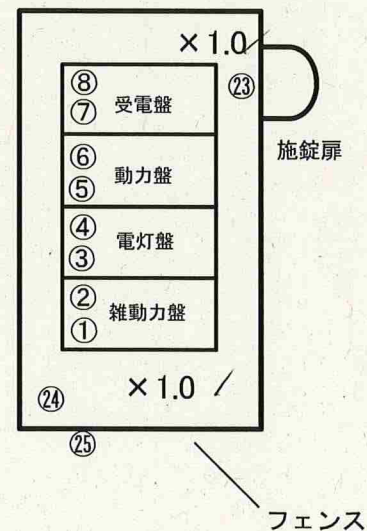 ×1.0
㉓
⑧
⑦ 受電盤
施錠扉
⑥
⑤ 動力盤
④
③ 電灯盤
②
① 雑動力盤
×1.0
㉔
㉕
フェンス